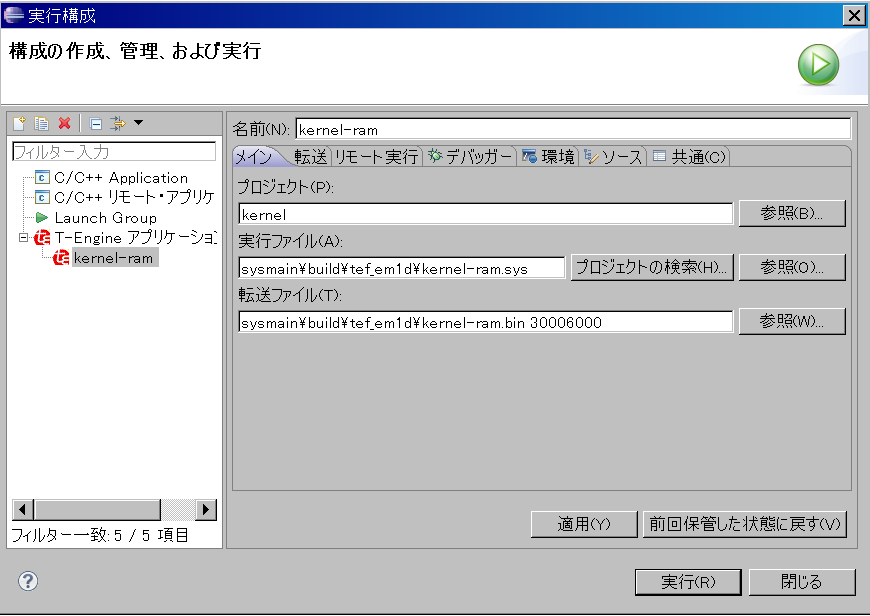 実行構成
構成の作成、管理、および実行
フィルター入力
C/C++ Application
C/C++ リモート・アプリケ
Launch Group
T-Engine アプリケーション
kernel-ram
フィルター一致: 5 / 5 項目
名前(N): kernel-ram
メイン 転送 リモート実行 デバッガー 環境 ソース 共通(C)
プロジェクト(P):
kernel 参照(B)...
実行ファイル(A):
sysmain¥build¥tef_em1d¥kernel-ram.sys プロジェクトの検索(H)... 参照(O)...
転送ファイル(T):
sysmain¥build¥tef_em1d¥kernel-ram.bin 30006000 参照(W)...
適用(Y) 前回保管した状態に戻す(V)
? 実行(R) 閉じる